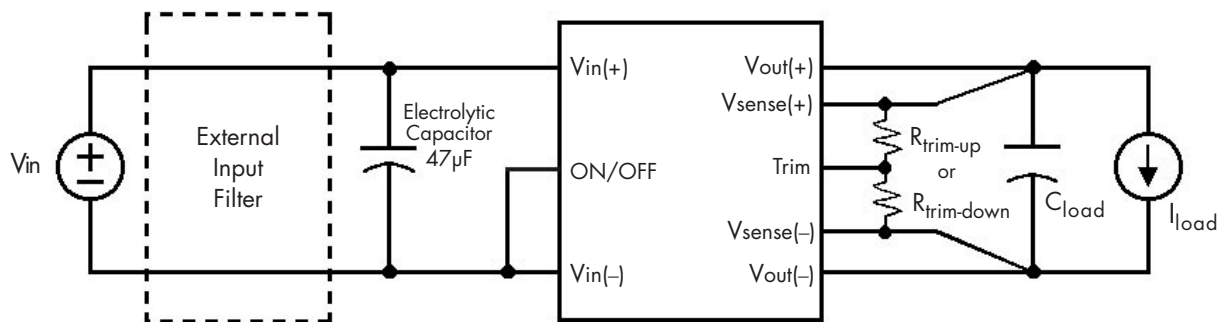 Vin
External
Input
Filter
Electrolytic
Capacitor
47µF
Vin(+)
ON/OFF
Vin(–)
Vout(+)
Vsense(+)
Trim
Vsense(–)
Vout(–)
Rtrim-up
or
Rtrim-down
Cload
Iload